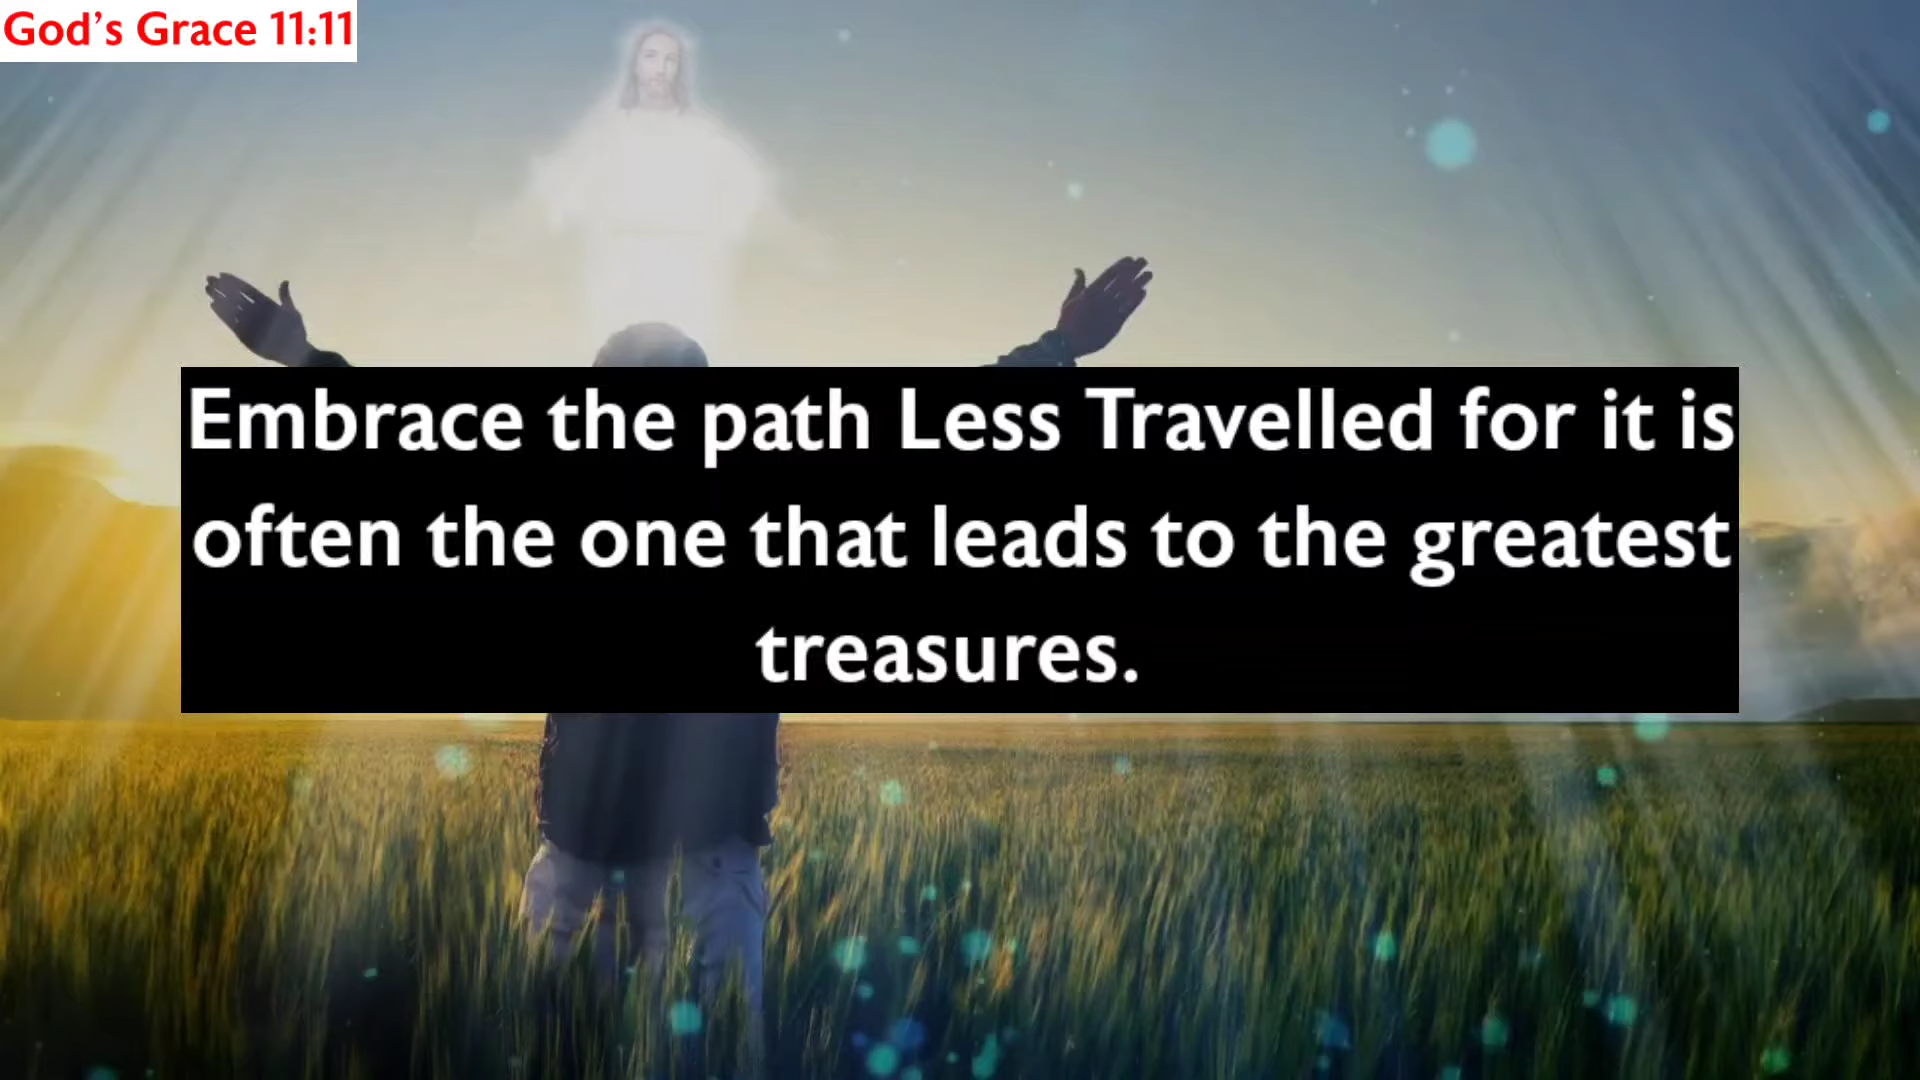 God's Grace 11:11
Embrace the path Less Travelled for it is
often the one that leads to the greatest
treasures.